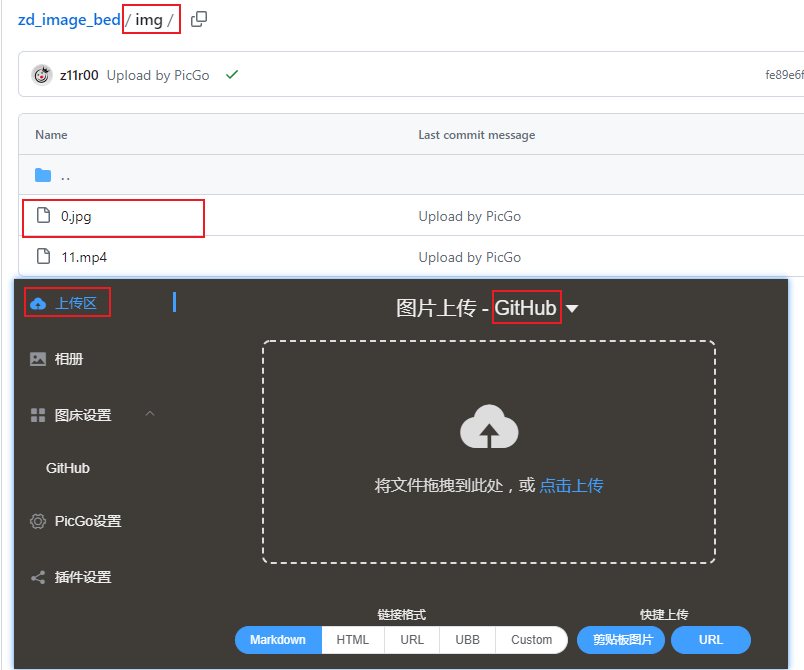 zd_image_bed / img /
z11r00 Upload by PicGo fe89e6f
Name Last commit message
..
0.jpg Upload by PicGo
11.mp4 Upload by PicGo
上传区
图片上传 - GitHub
相册
图床设置
GitHub
将文件拖拽到此处，或 点击上传
PicGo设置
插件设置
链接格式 快捷上传
Markdown HTML URL UBB Custom 剪贴板图片 URL